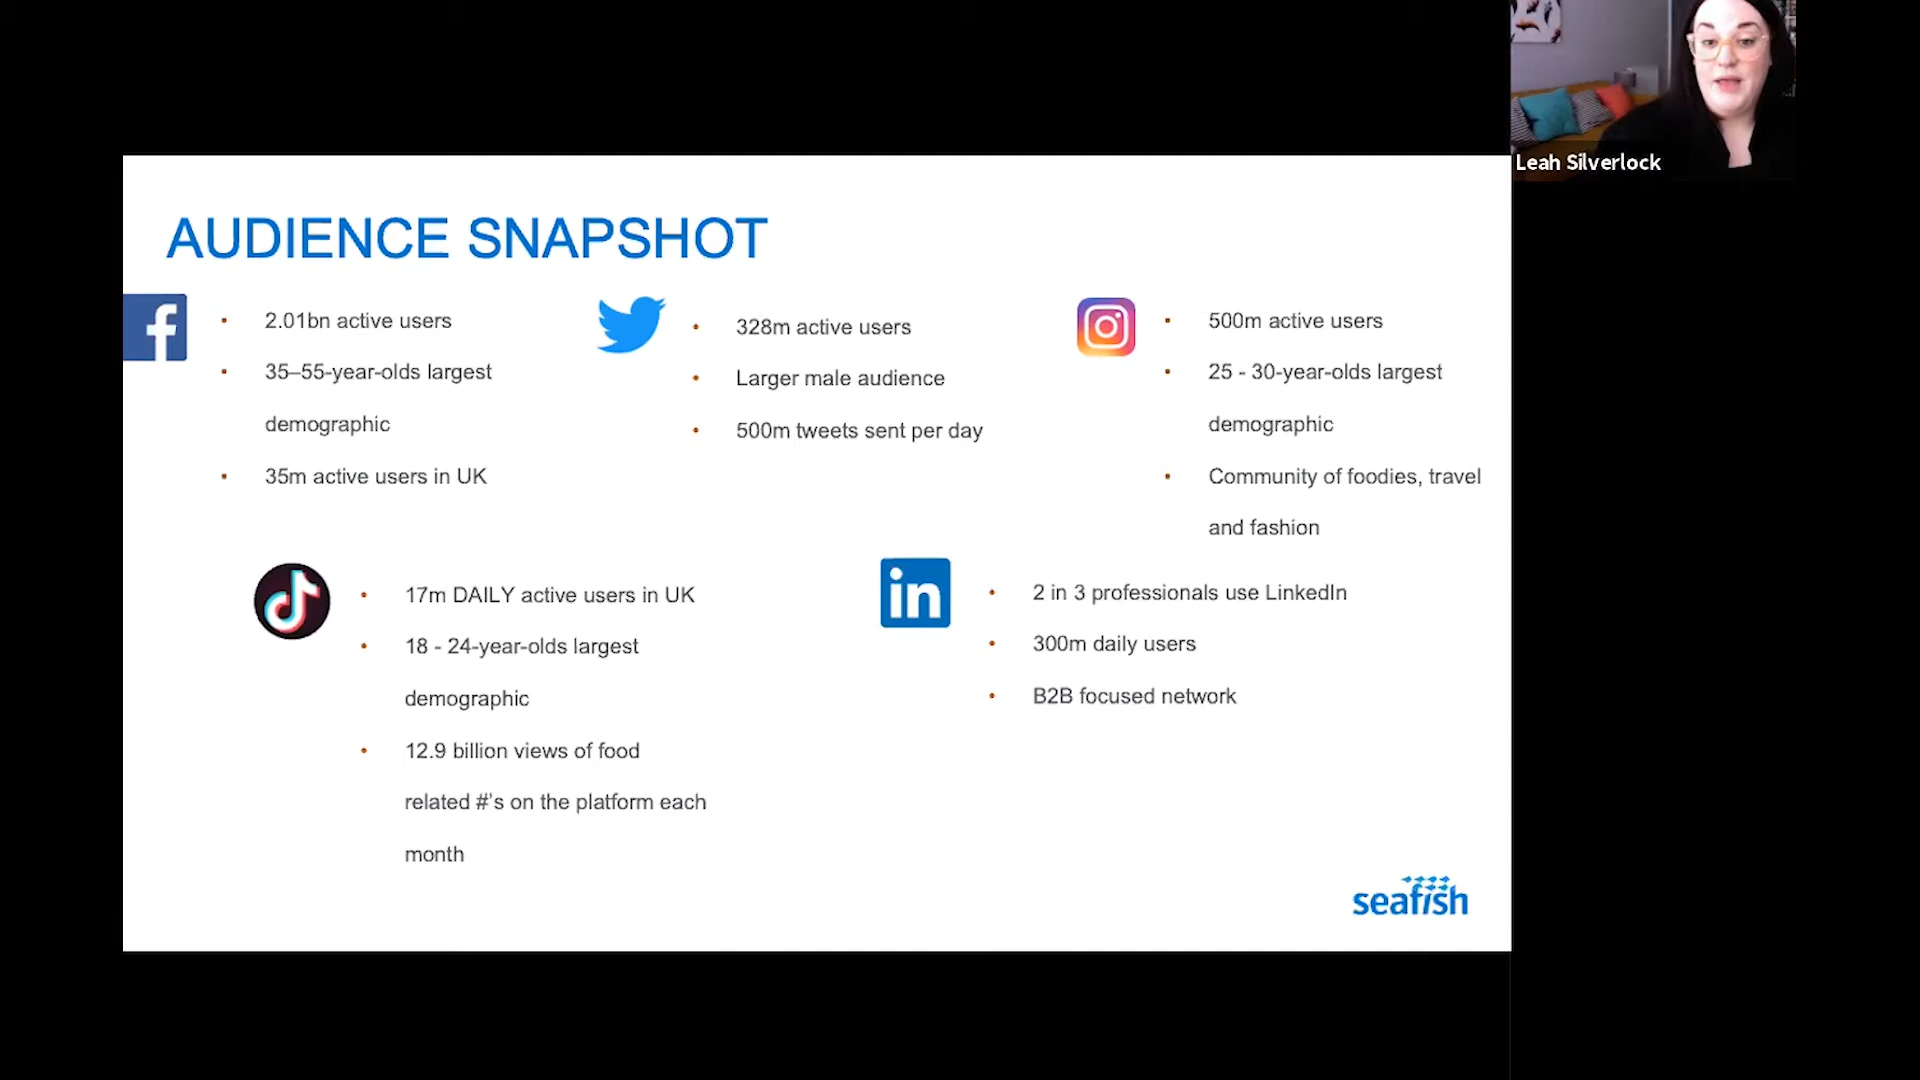 Leah Silverlock
AUDIENCE SNAPSHOT
f
• 2.01bn active users
• 35–55-year-olds largest
demographic
• 35m active users in UK
• 328m active users
• Larger male audience
• 500m tweets sent per day
• 500m active users
• 25 - 30-year-olds largest
demographic
• Community of foodies, travel
and fashion
• 17m DAILY active users in UK
• 18 - 24-year-olds largest
demographic
• 12.9 billion views of food
related #'s on the platform each
month
in
• 2 in 3 professionals use LinkedIn
• 300m daily users
• B2B focused network
seafish